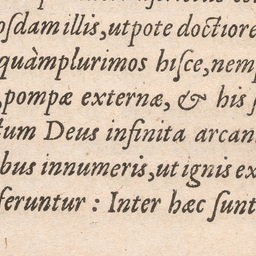 oſdam illis, utpote doctiore
quàmplurimos hiſce, nemp
, pompæ externæ, & his ſ
tum Deus infinita arcan
bus innumeris, ut ignis ex
feruntur : Inter hæc ſunt